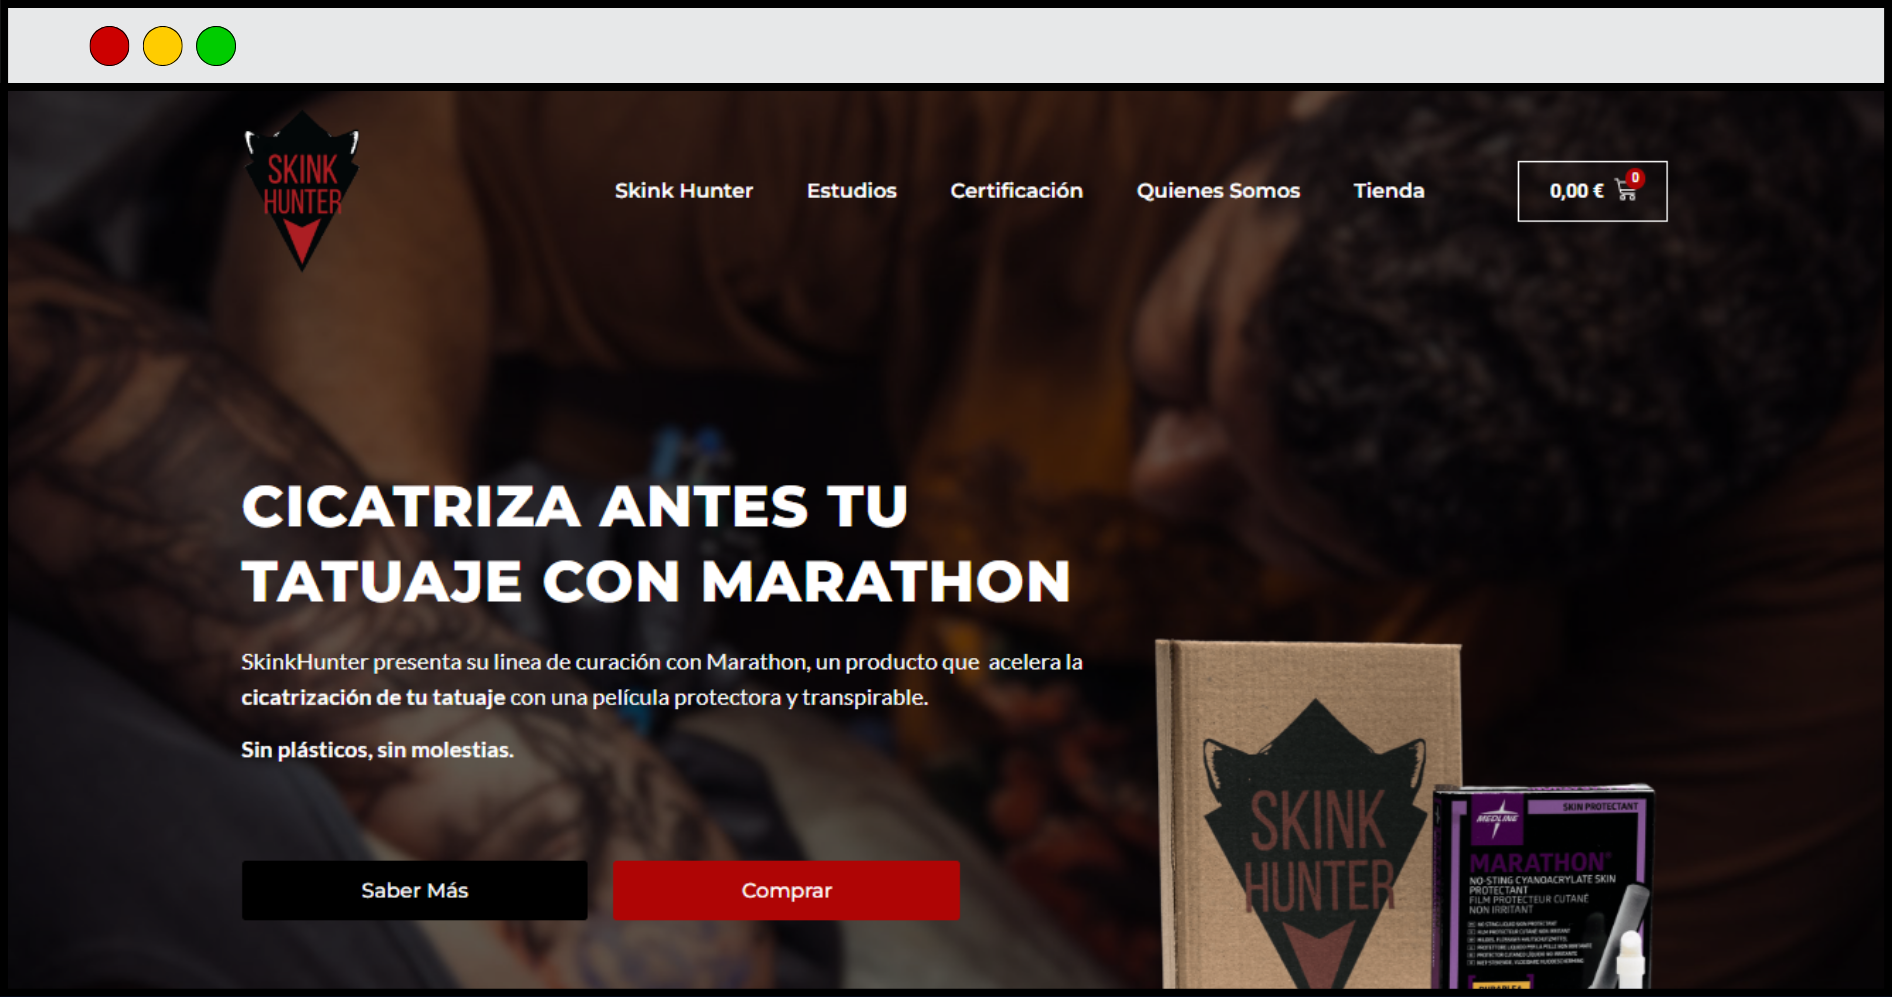 SKINK
HUNTER
Skink Hunter
Estudios
Certificación
Quienes Somos
Tienda
0,00 €
0
CICATRIZA ANTES TU
TATUAJE CON MARATHON
SkinkHunter presenta su linea de curación con Marathon, un producto que acelera la
cicatrización de tu tatuaje con una película protectora y transpirable.
Sin plásticos, sin molestias.
Saber Más
Comprar
SKINK
HUNTER
SKIN PROTECTANT
MEDLINE
MARATHON®
NO-STING CYANOACRYLATE SKIN
PROTECTANT
FILM PROTECTEUR CUTANÉ
NON IRRITANT